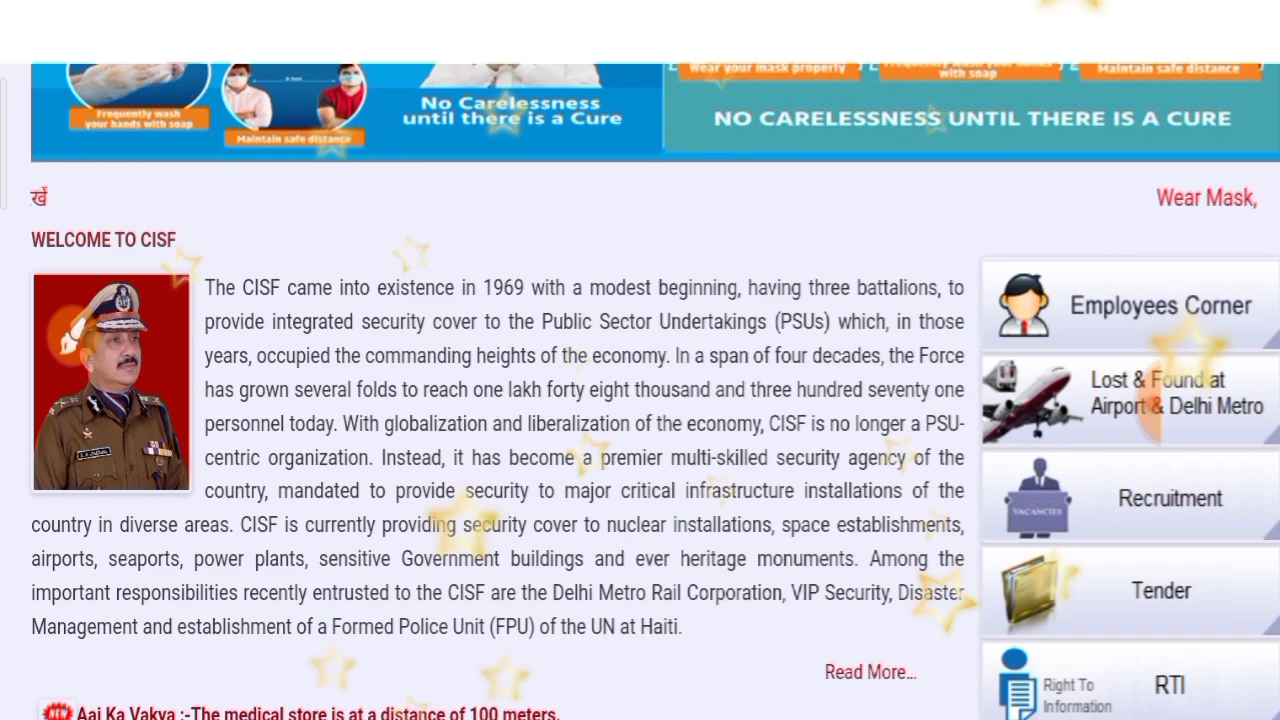 Wear your mask properly
Frequently wash your hands with soap
with soap
Maintain safe distance
Frequently wash
your hands with soap
Maintain safe distance
No Carelessness
until there is a Cure
NO CARELESSNESS UNTIL THERE IS A CURE
खें
Wear Mask,
WELCOME TO CISF
The CISF came into existence in 1969 with a modest beginning, having three battalions, to
provide integrated security cover to the Public Sector Undertakings (PSUs) which, in those
years, occupied the commanding heights of the economy. In a span of four decades, the Force
has grown several folds to reach one lakh forty eight thousand and three hundred seventy one
personnel today. With globalization and liberalization of the economy, CISF is no longer a PSU-
centric organization. Instead, it has become a premier multi-skilled security agency of the
country, mandated to provide security to major critical infrastructure installations of the
country in diverse areas. CISF is currently providing security cover to nuclear installations, space establishments,
airports, seaports, power plants, sensitive Government buildings and ever heritage monuments. Among the
important responsibilities recently entrusted to the CISF are the Delhi Metro Rail Corporation, VIP Security, Disaster
Management and establishment of a Formed Police Unit (FPU) of the UN at Haiti.
Read More...
NEW Aaj Ka Vakya :-The medical store is at a distance of 100 meters.
Employees Corner
Lost & Found at
Airport & Delhi Metro
VACANCIES
Recruitment
Tender
Right To
Information
RTI